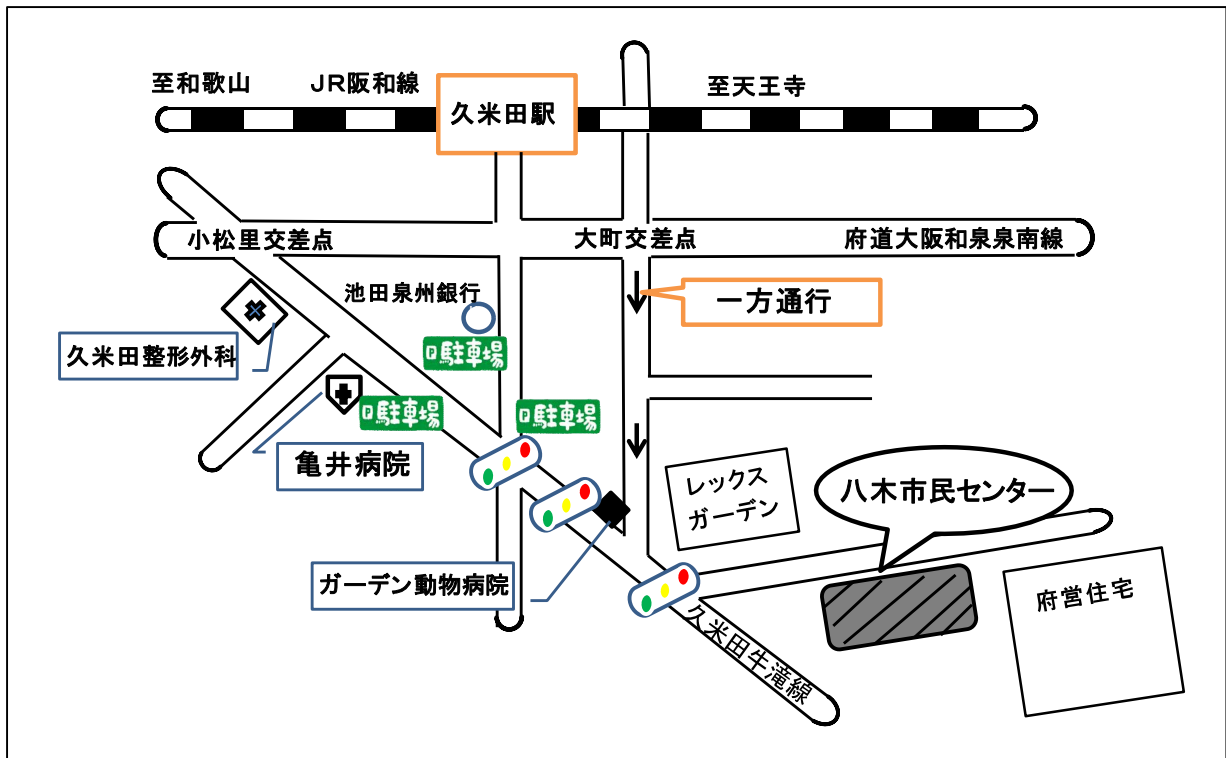 至和歌山
JR阪和線
久米田駅
至天王寺
小松里交差点
大町交差点
府道大阪和泉泉南線
池田泉州銀行
一方通行
久米田整形外科
P駐車場
P駐車場
P駐車場
亀井病院
レックス
ガーデン
八木市民センター
ガーデン動物病院
府営住宅
久米田牛滝線